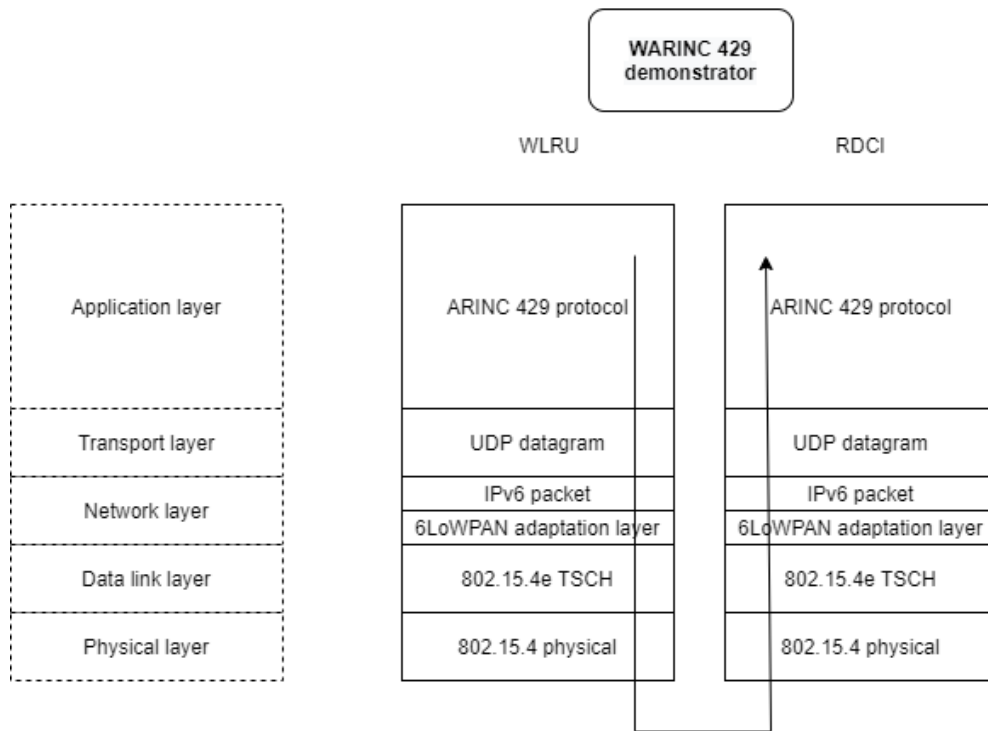 WARINC 429
demonstrator
WLRU RDCI
Application layer ARINC 429 protocol ARINC 429 protocol
Transport layer UDP datagram UDP datagram
Network layer IPv6 packet IPv6 packet
6LoWPAN adaptation layer 6LoWPAN adaptation layer
Data link layer 802.15.4e TSCH 802.15.4e TSCH
Physical layer 802.15.4 physical 802.15.4 physical